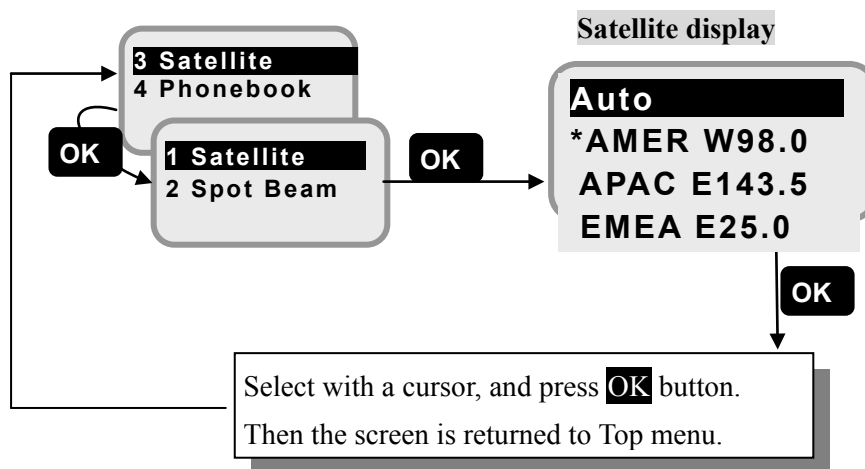 Satellite display
3 Satellite
4 Phonebook
OK
1 Satellite
2 Spot Beam
OK
Auto
*AMER W98.0
APAC E143.5
EMEA E25.0
OK
Select with a cursor, and press OK button.
Then the screen is returned to Top menu.